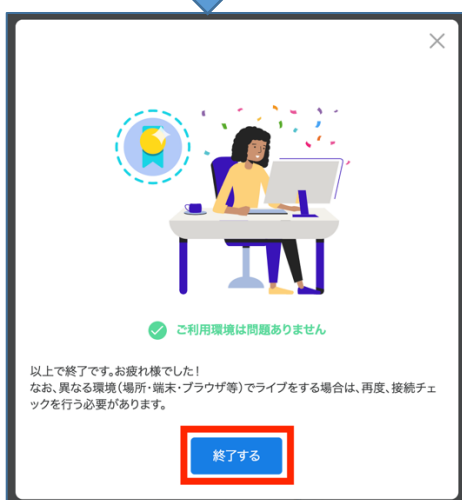 ご利用環境は問題ありません
以上で終了です。お疲れ様でした！
なお、異なる環境（場所・端末・ブラウザ等）でライブをする場合は、再度、接続チェ
ックを行う必要があります。
終了する